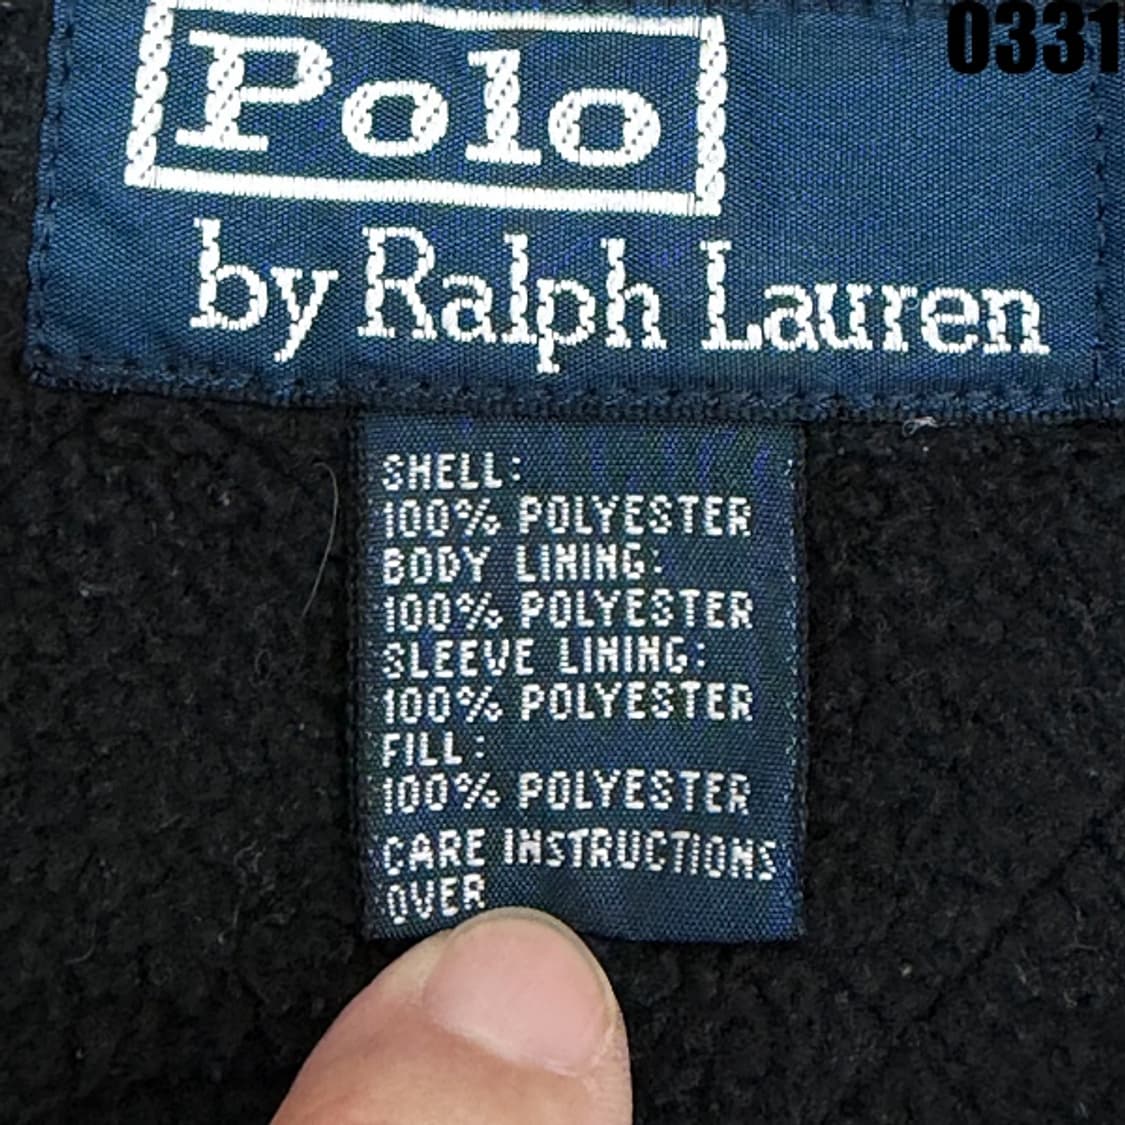 0331
Polo
by Ralph Lauren
SHELL:
100% POLYESTER
BODY LINING:
100% POLYESTER
SLEEVE LINING:
100% POLYESTER
FILL:
100% POLYESTER
CARE INSTRUCTIONS
OVER